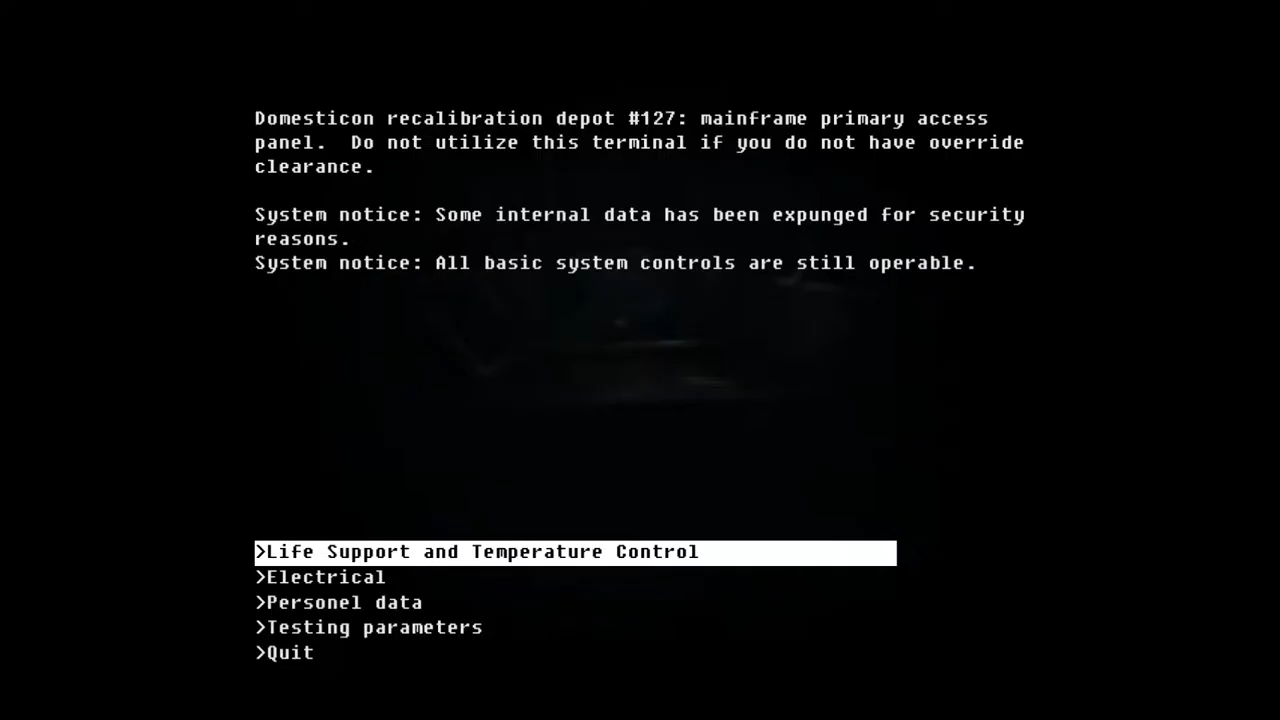 Domesticon recalibration depot #127: mainframe primary access
panel.  Do not utilize this terminal if you do not have override
clearance.
System notice: Some internal data has been expunged for security
reasons.
System notice: All basic system controls are still operable.
>Life Support and Temperature Control
>Electrical
>Personel data
>Testing parameters
>Quit